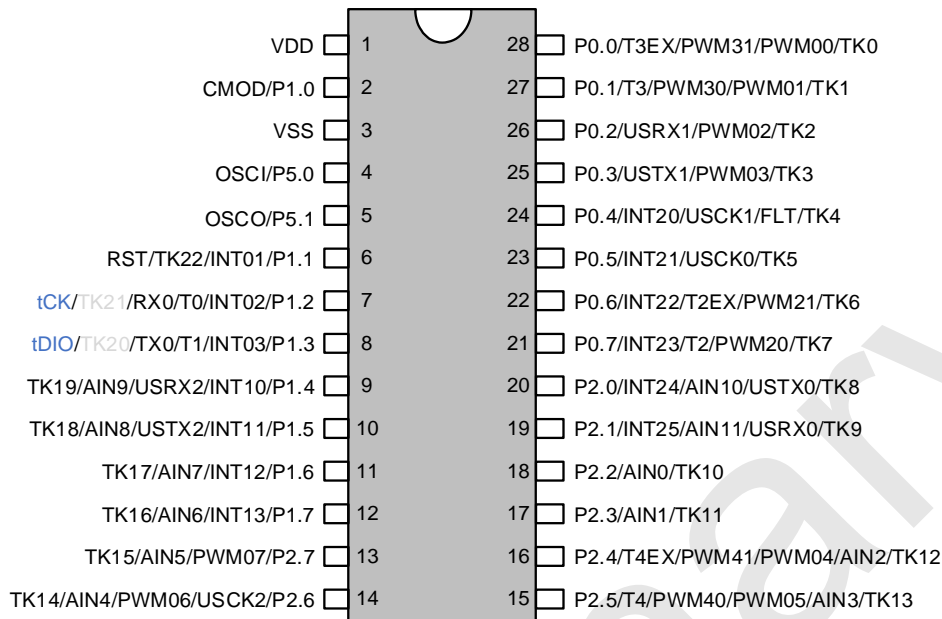 VDD 1 28 P0.0/T3EX/PWM31/PWM00/TK0
CMOD/P1.0 2 27 P0.1/T3/PWM30/PWM01/TK1
VSS 3 26 P0.2/USRX1/PWM02/TK2
OSCI/P5.0 4 25 P0.3/USTX1/PWM03/TK3
OSCO/P5.1 5 24 P0.4/INT20/USCK1/FLT/TK4
RST/TK22/INT01/P1.1 6 23 P0.5/INT21/USCK0/TK5
tCK/TK21/RX0/T0/INT02/P1.2 7 22 P0.6/INT22/T2EX/PWM21/TK6
tDIO/TK20/TX0/T1/INT03/P1.3 8 21 P0.7/INT23/T2/PWM20/TK7
TK19/AIN9/USRX2/INT10/P1.4 9 20 P2.0/INT24/AIN10/USTX0/TK8
TK18/AIN8/USTX2/INT11/P1.5 10 19 P2.1/INT25/AIN11/USRX0/TK9
TK17/AIN7/INT12/P1.6 11 18 P2.2/AIN0/TK10
TK16/AIN6/INT13/P1.7 12 17 P2.3/AIN1/TK11
TK15/AIN5/PWM07/P2.7 13 16 P2.4/T4EX/PWM41/PWM04/AIN2/TK12
TK14/AIN4/PWM06/USCK2/P2.6 14 15 P2.5/T4/PWM40/PWM05/AIN3/TK13